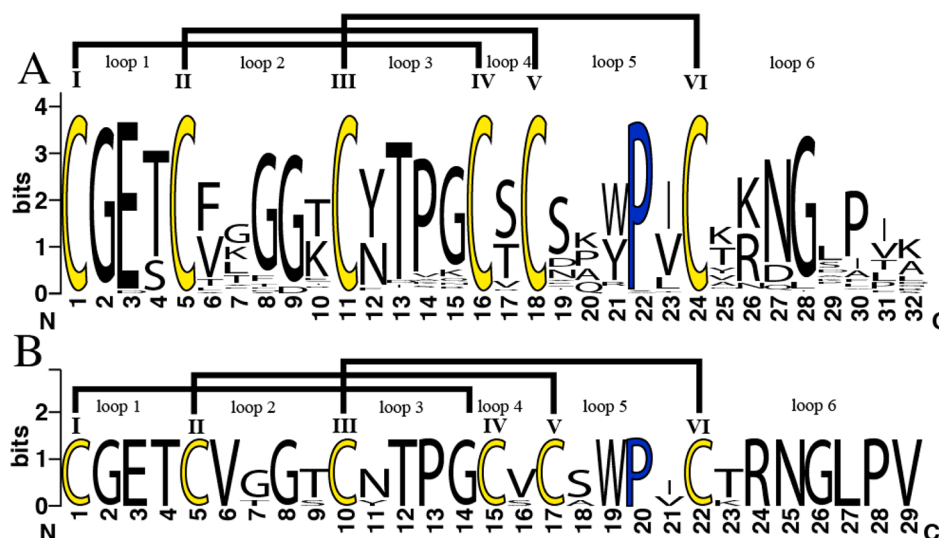 A
loop 1 loop 2 loop 3 loop 4 loop 5 loop 6
I II III IV V VI
bits
4
3
2
1
0
C G E T C F G G G T C Y T P G C S C S K W P I C K K N G L P I K
S V K K N T D P Y V T R D A V A
1 2 3 4 5 6 7 8 9 10 11 12 13 14 15 16 17 18 19 20 21 22 23 24 25 26 27 28 29 30 31 32
N C
B
loop 1 loop 2 loop 3 loop 4 loop 5 loop 6
I II III IV V VI
bits
2
1
0
C G E T C V G G T C N T P G C V C S W P I C T R N G L P V
1 2 3 4 5 6 7 8 9 10 11 12 13 14 15 16 17 18 19 20 21 22 23 24 25 26 27 28 29
N C